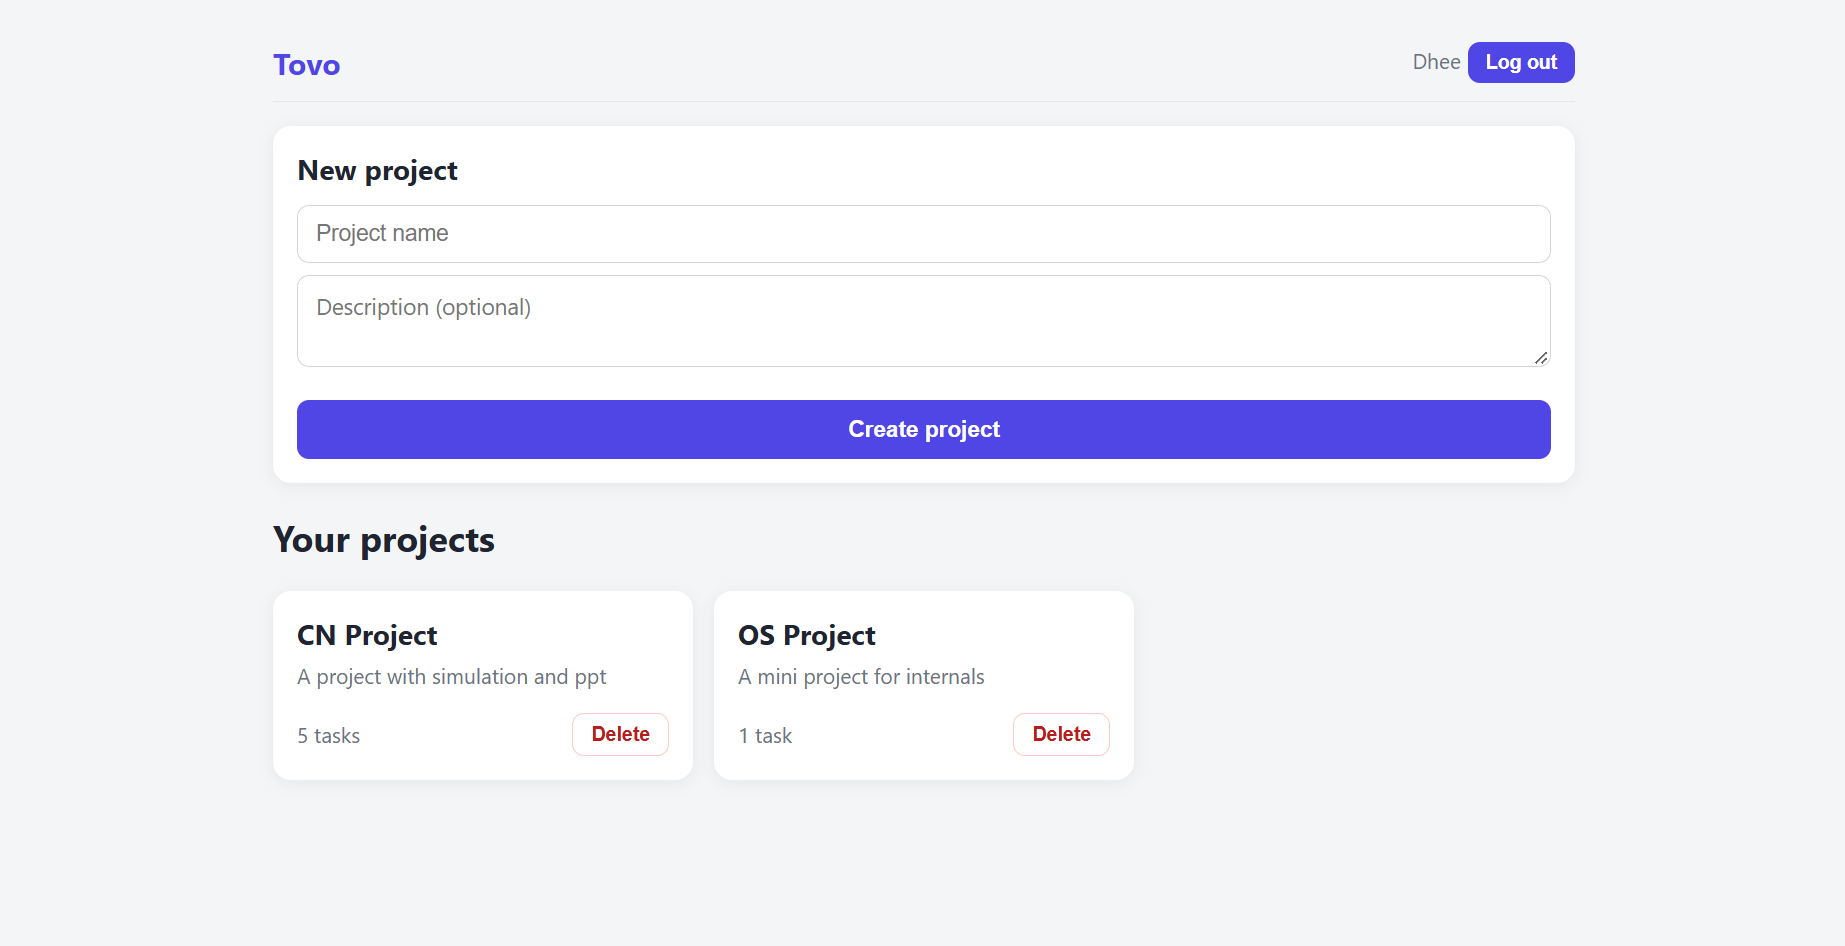 Tovo
Dhee
Log out
New project
Project name
Description (optional)
Create project
Your projects
CN Project
A project with simulation and ppt
5 tasks
Delete
OS Project
A mini project for internals
1 task
Delete